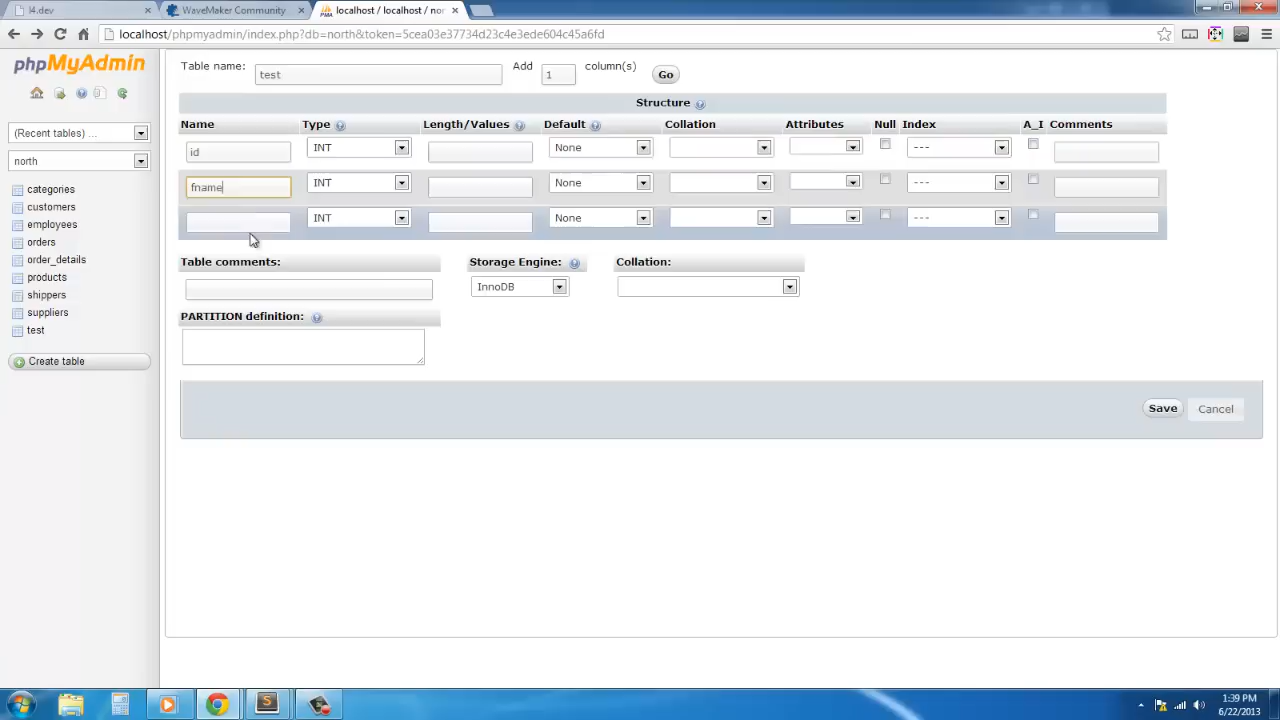 l4.dev
WaveMaker Community
localhost / localhost / nor
localhost/phpmyadmin/index.php?db=north&token=5cea03e37734d23c4e3ed0604c45a6fd
phpMyAdmin
(Recent tables) ...
north
categories
customers
employees
orders
order_details
products
shippers
suppliers
test
Create table
Table name:
test
Add
1
column(s)
Go
Structure
Name Type Length/Values Default Collation Attributes Null Index A_I Comments
id INT None ---
fname INT None ---
INT None ---
Table comments:
Storage Engine:
Collation:
InnoDB
PARTITION definition:
Save
Cancel
1:39 PM
6/22/2013